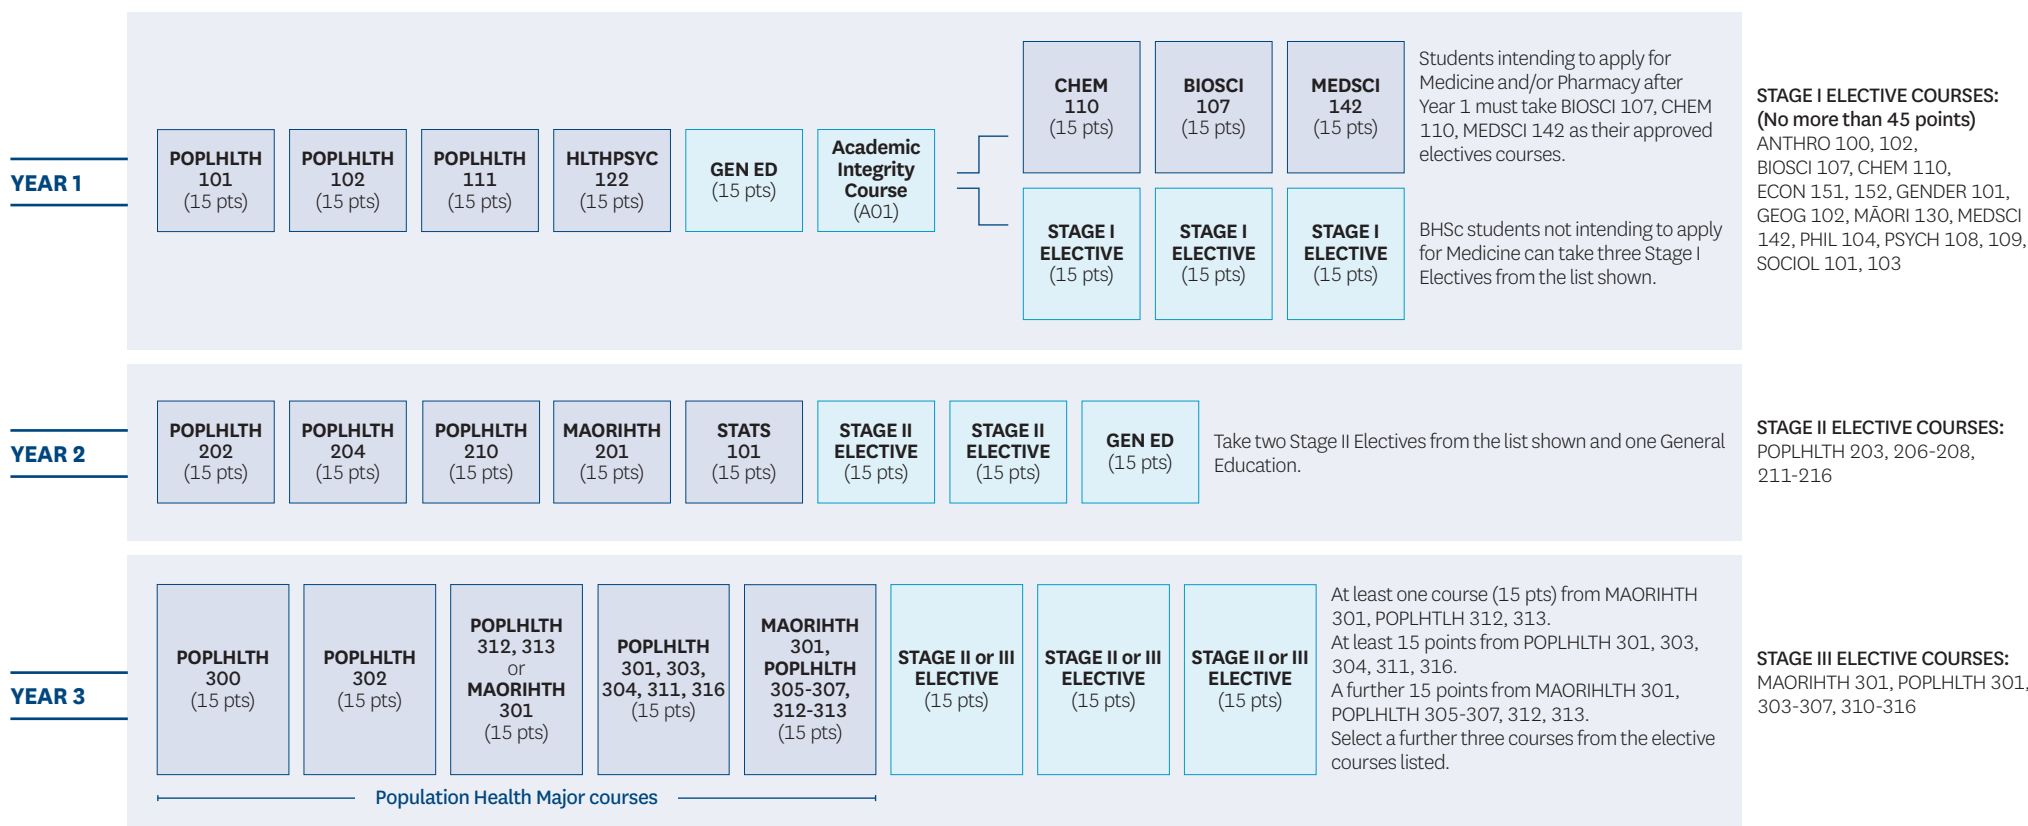 YEAR 1
POPLHLTH
101
(15 pts)
POPLHLTH
102
(15 pts)
POPLHLTH
111
(15 pts)
HLTHPSYC
122
(15 pts)
GEN ED
(15 pts)
Academic
Integrity
Course
(A01)
CHEM
110
(15 pts)
BIOSCI
107
(15 pts)
MEDSCI
142
(15 pts)
Students intending to apply for
Medicine and/or Pharmacy after
Year 1 must take BIOSCI 107, CHEM
110, MEDSCI 142 as their approved
electives courses.
STAGE I
ELECTIVE
(15 pts)
STAGE I
ELECTIVE
(15 pts)
STAGE I
ELECTIVE
(15 pts)
BHSc students not intending to apply
for Medicine can take three Stage I
Electives from the list shown.
STAGE I ELECTIVE COURSES:
(No more than 45 points)
ANTHRO 100, 102,
BIOSCI 107, CHEM 110,
ECON 151, 152, GENDER 101,
GEOG 102, MĀORI 130, MEDSCI
142, PHIL 104, PSYCH 108, 109,
SOCIOL 101, 103
YEAR 2
POPLHLTH
202
(15 pts)
POPLHLTH
204
(15 pts)
POPLHLTH
210
(15 pts)
MAORIHTH
201
(15 pts)
STATS
101
(15 pts)
STAGE II
ELECTIVE
(15 pts)
STAGE II
ELECTIVE
(15 pts)
GEN ED
(15 pts)
Take two Stage II Electives from the list shown and one General
Education.
STAGE II ELECTIVE COURSES:
POPLHLTH 203, 206-208,
211-216
YEAR 3
POPLHLTH
300
(15 pts)
POPLHLTH
302
(15 pts)
POPLHLTH
312, 313
or
MAORIHTH
301
(15 pts)
POPLHLTH
301, 303,
304, 311, 316
(15 pts)
MAORIHTH
301,
POPLHLTH
305-307,
312-313
(15 pts)
STAGE II or III
ELECTIVE
(15 pts)
STAGE II or III
ELECTIVE
(15 pts)
STAGE II or III
ELECTIVE
(15 pts)
At least one course (15 pts) from MAORIHTH
301, POPLHTLH 312, 313.
At least 15 points from POPLHLTH 301, 303,
304, 311, 316.
A further 15 points from MAORIHLTH 301,
POPLHLTH 305-307, 312, 313.
Select a further three courses from the elective
courses listed.
STAGE III ELECTIVE COURSES:
MAORIHTH 301, POPLHLTH 301,
303-307, 310-316
Population Health Major courses